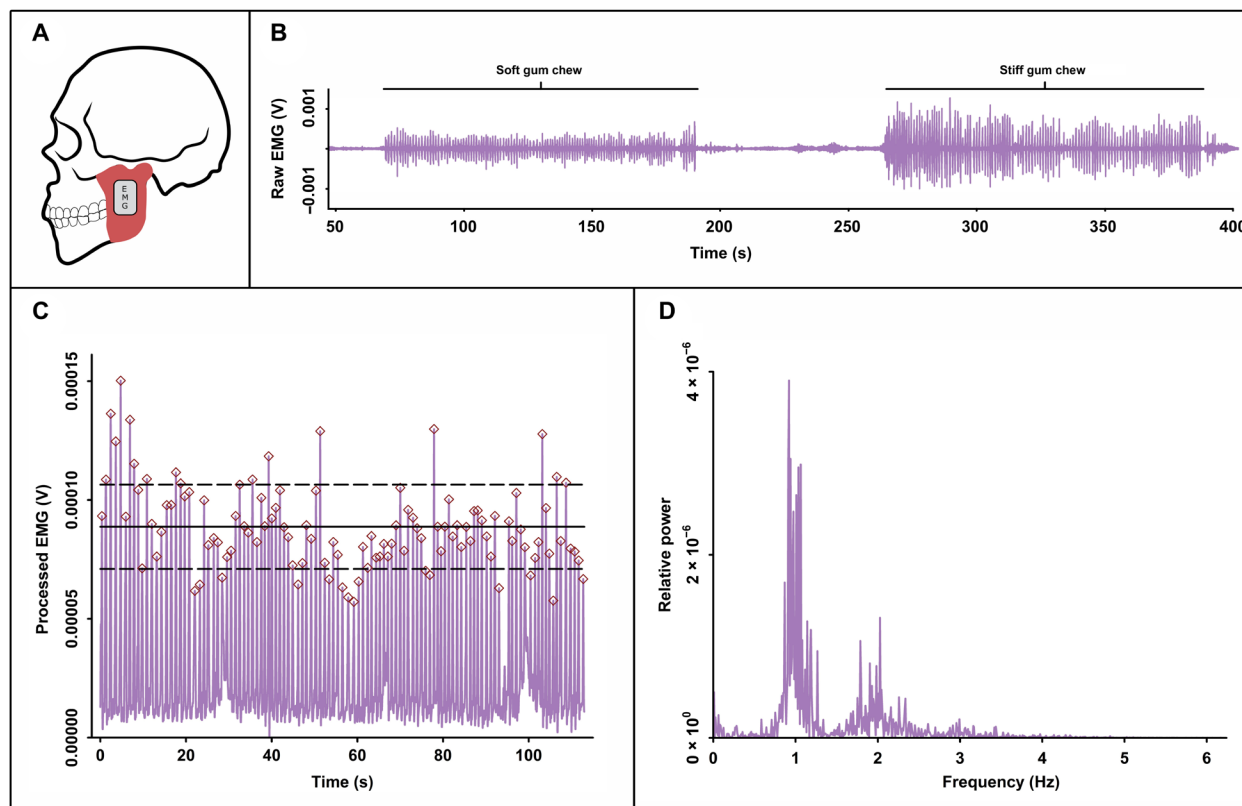 A
E
M
G
B
Soft gum chew
Stiff gum chew
Raw EMG (V)
0.001
−0.001
50 100 150 200 250 300 350 400
Time (s)
C
Processed EMG (V)
0.00015
0.00010
0.00005
0.00000
0 20 40 60 80 100
Time (s)
D
Relative power
4 × 10⁻⁶
2 × 10⁻⁶
0 × 10⁰
0 1 2 3 4 5 6
Frequency (Hz)